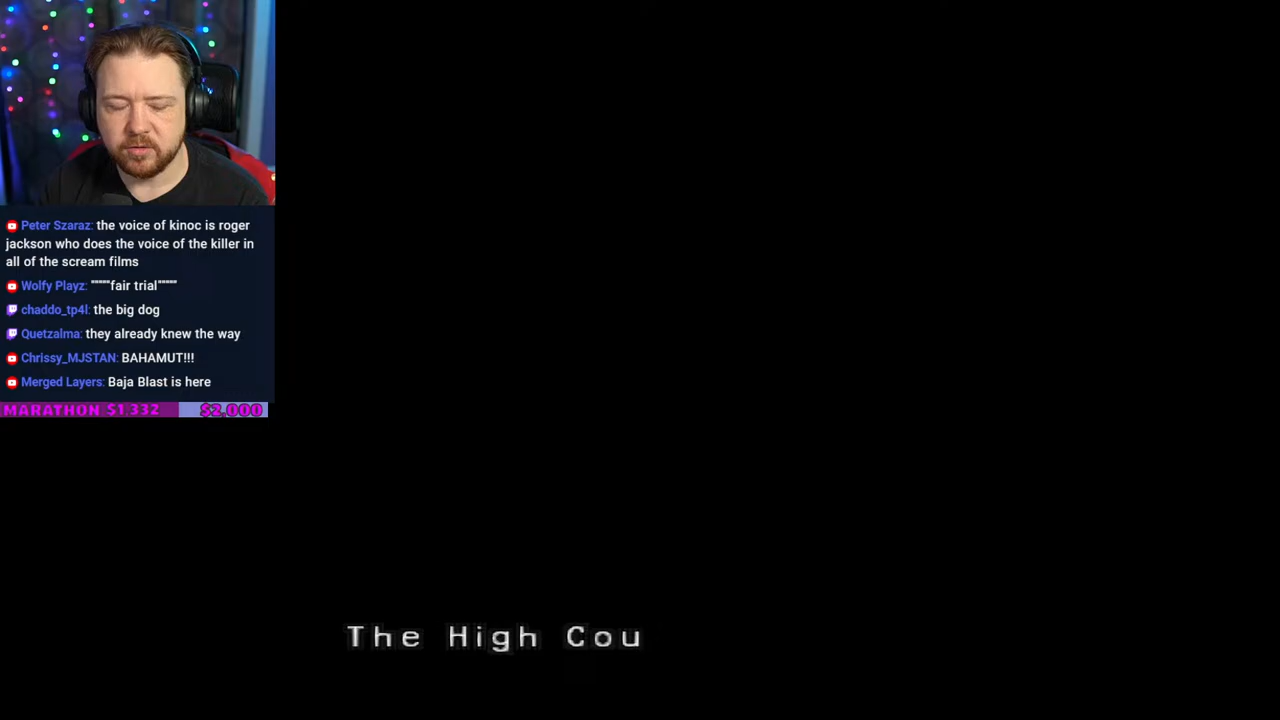 Peter Szaraz: the voice of kinoc is roger
jackson who does the voice of the killer in
all of the scream films
Wolfy Playz: """""fair trial"""""
chaddo_tp4l: the big dog
Quetzalma: they already knew the way
Chrissy_MJSTAN: BAHAMUT!!!
Merged Layers: Baja Blast is here
MARATHON $1,332 $2,000
The High Cou